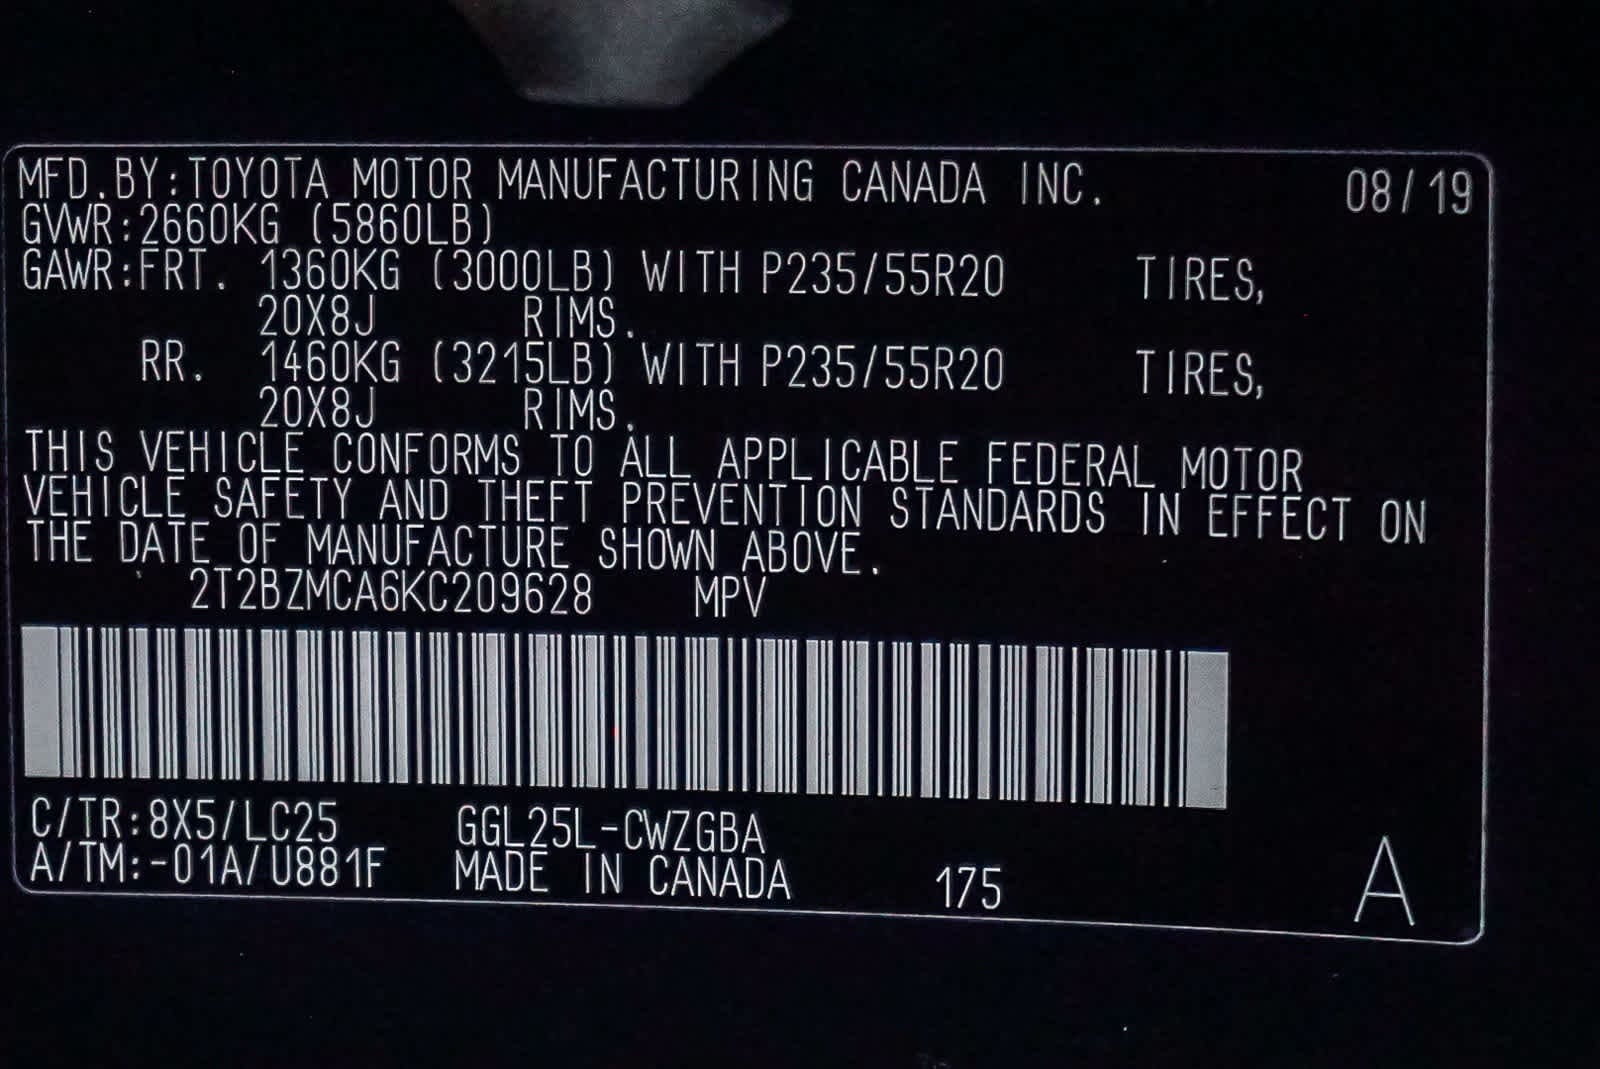 MFD.BY:TOYOTA MOTOR MANUFACTURING CANADA INC. 08/19
GVWR:2660KG (5860LB)
GAWR:FRT. 1360KG (3000LB) WITH P235/55R20 TIRES,
20X8J RIMS.
RR. 1460KG (3215LB) WITH P235/55R20 TIRES,
20X8J RIMS.
THIS VEHICLE CONFORMS TO ALL APPLICABLE FEDERAL MOTOR
VEHICLE SAFETY AND THEFT PREVENTION STANDARDS IN EFFECT ON
THE DATE OF MANUFACTURE SHOWN ABOVE.
2T2BZMCA6KC209628 MPV
C/TR:8X5/LC25 GGL25L-CWZGBA
A/TM:-01A/U881F MADE IN CANADA 175 A